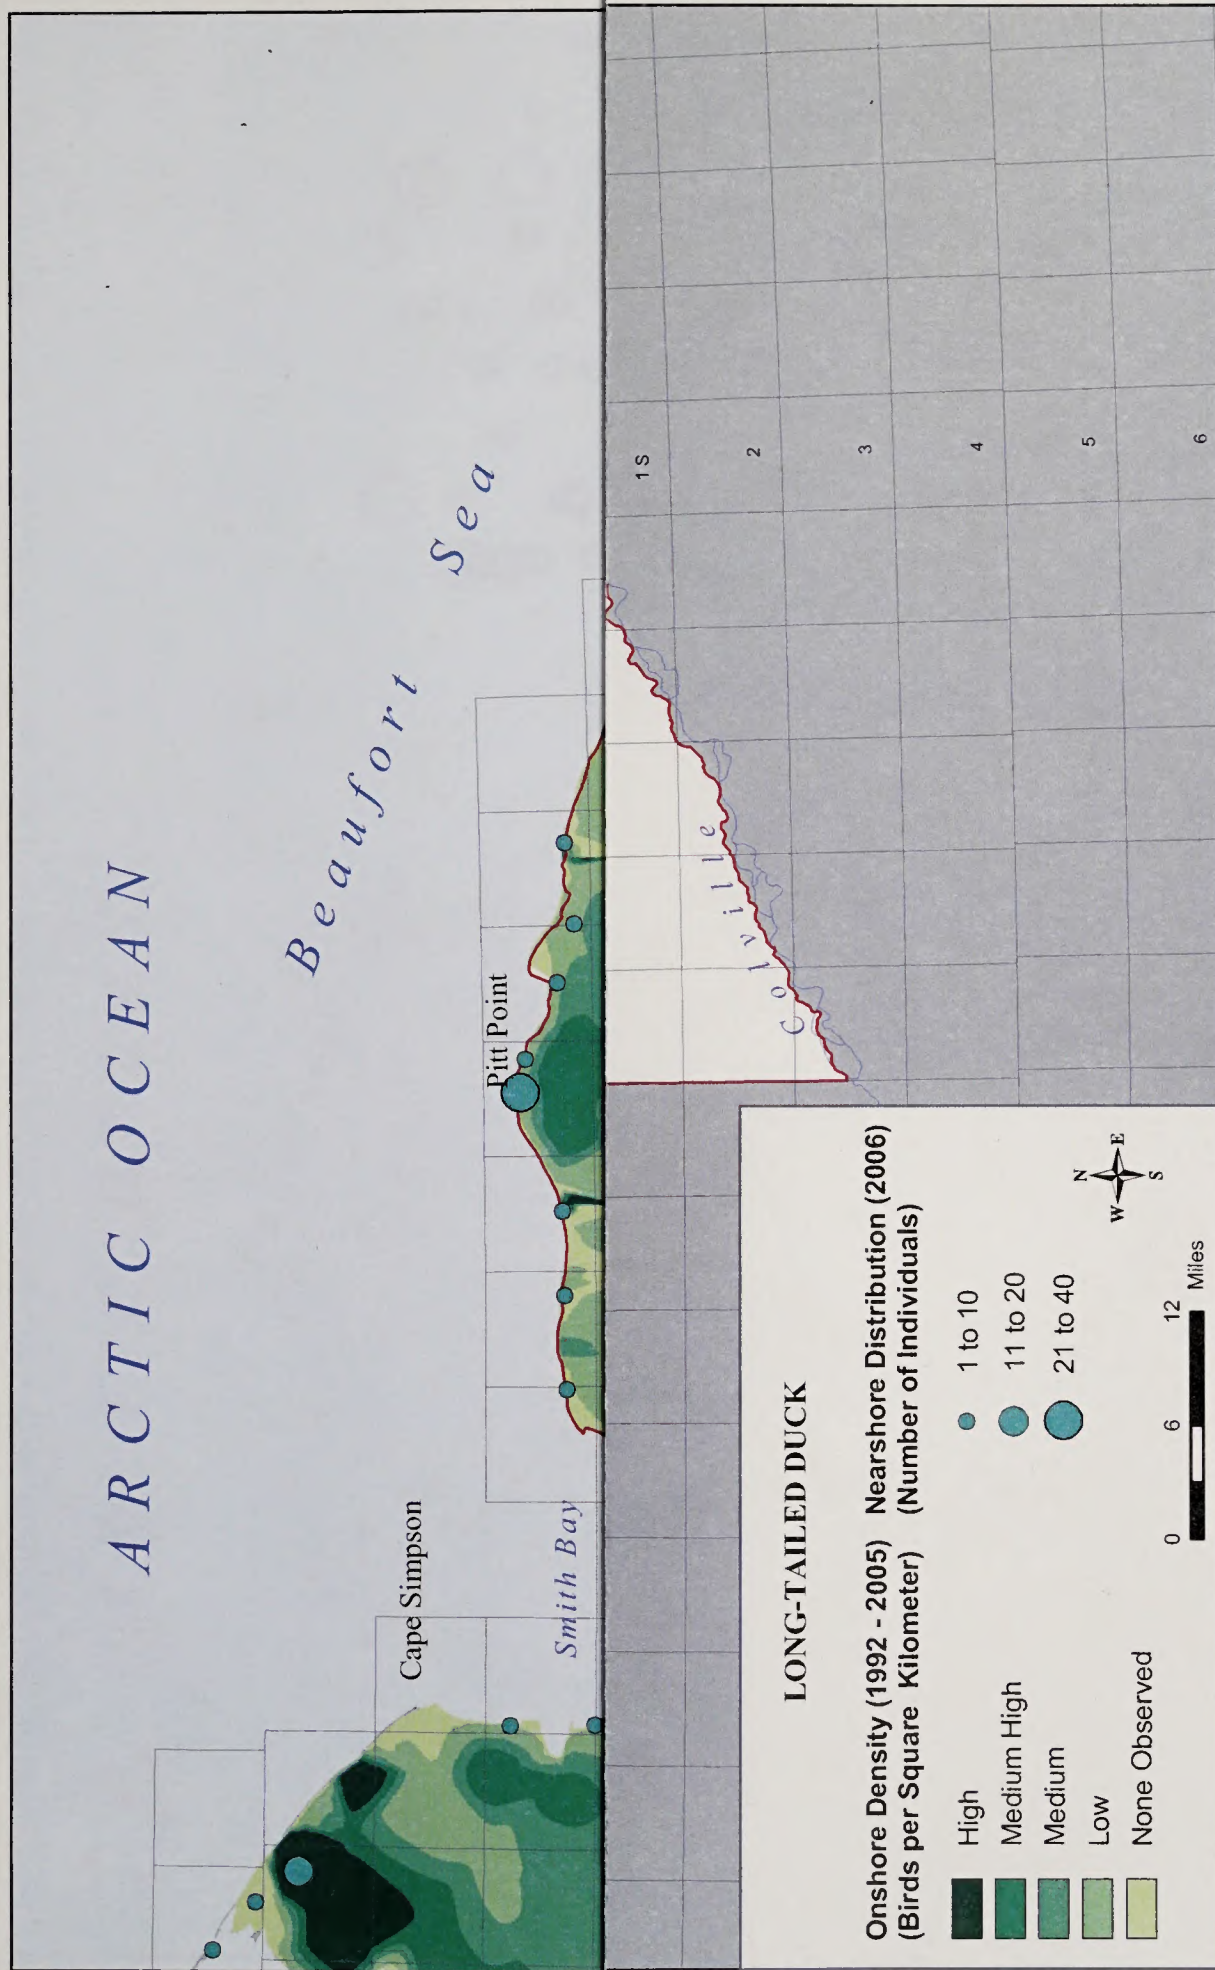 ARCTIC OCEAN
Beaufort Sea
Cape Simpson
Smith Bay
Pitt Point
Colville
1 S
2
3
4
5
6
LONG-TAILED DUCK
Onshore Density (1992 - 2005)
(Birds per Square Kilometer)
High
Medium High
Medium
Low
None Observed
Nearshore Distribution (2006)
(Number of Individuals)
1 to 10
11 to 20
21 to 40
N
W E
S
0 6 12
Miles